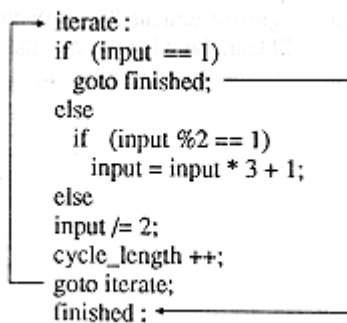 iterate :
if (input == 1)
goto finished;
else
if (input %2 == 1)
input = input * 3 + 1;
else
input /= 2;
cycle_length ++;
goto iterate;
finished :